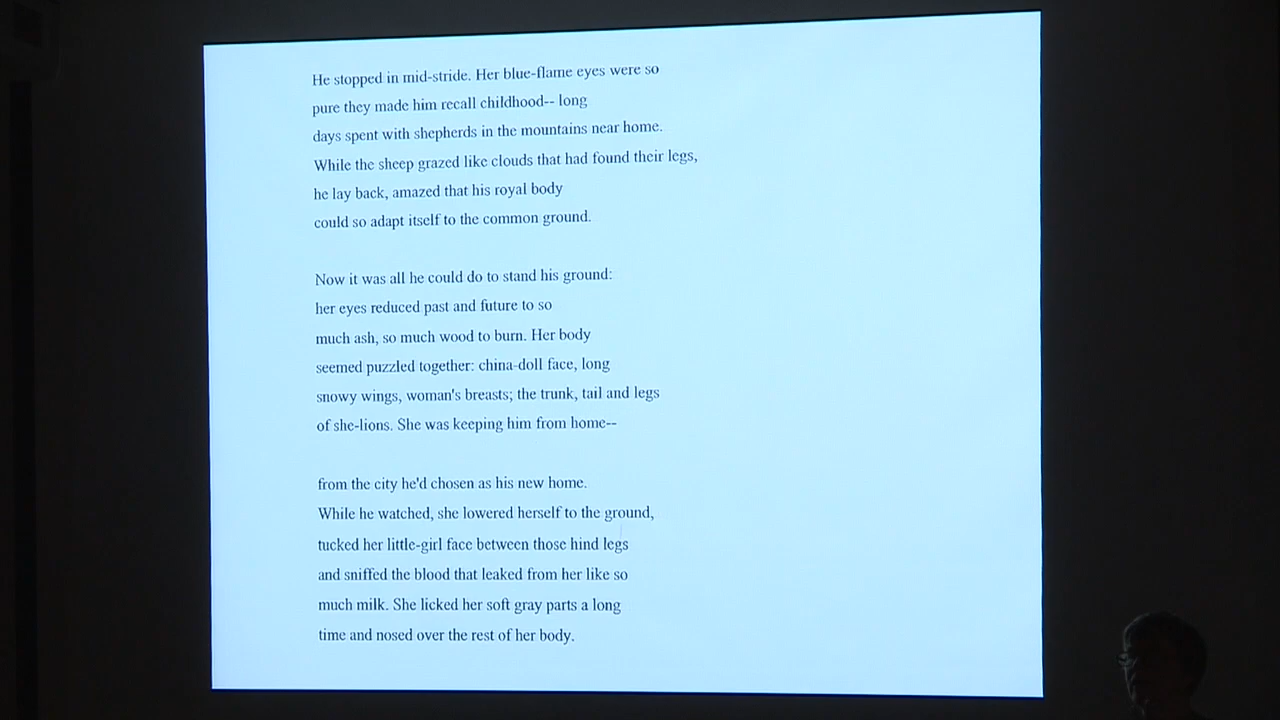 He stopped in mid-stride. Her blue-flame eyes were so
pure they made him recall childhood-- long
days spent with shepherds in the mountains near home.
While the sheep grazed like clouds that had found their legs,
he lay back, amazed that his royal body
could so adapt itself to the common ground.
Now it was all he could do to stand his ground:
her eyes reduced past and future to so
much ash, so much wood to burn. Her body
seemed puzzled together: china-doll face, long
snowy wings, woman's breasts; the trunk, tail and legs
of she-lions. She was keeping him from home--
from the city he'd chosen as his new home.
While he watched, she lowered herself to the ground,
tucked her little-girl face between those hind legs
and sniffed the blood that leaked from her like so
much milk. She licked her soft gray parts a long
time and nosed over the rest of her body.